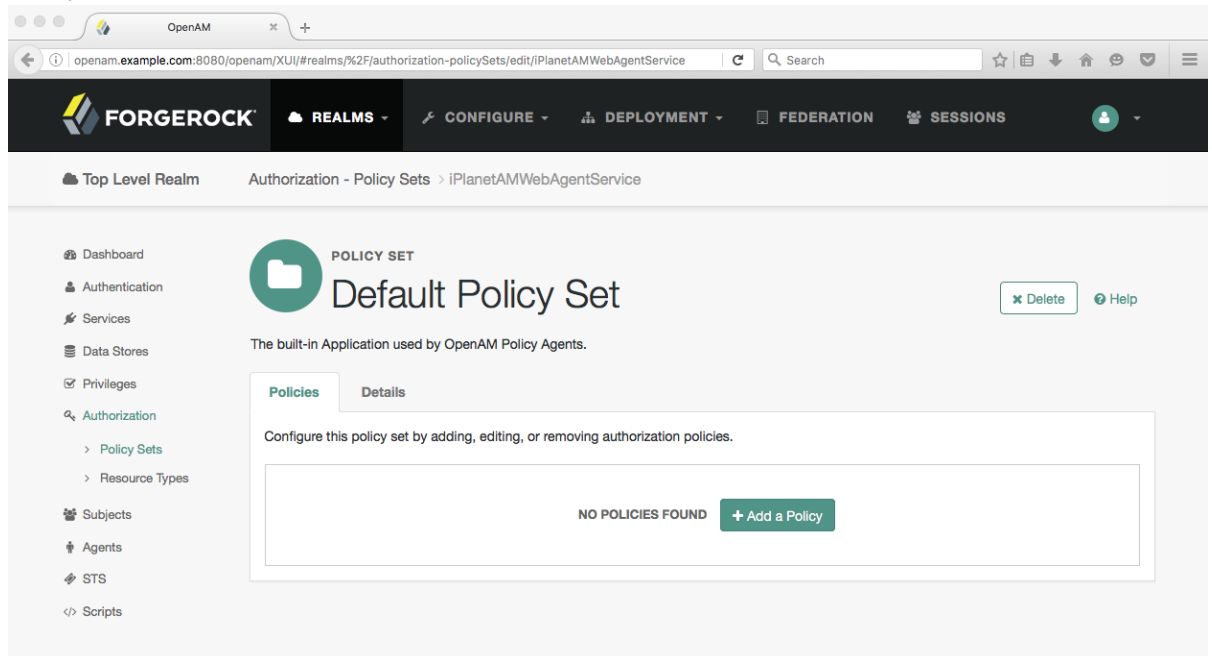 OpenAM
openam.example.com:8080/openam/XUI/#realms/%2F/authorization-policySets/edit/iPlanetAMWebAgentService
Search
FORGEROCK
REALMS
CONFIGURE
DEPLOYMENT
FEDERATION
SESSIONS
Top Level Realm
Authorization - Policy Sets > iPlanetAMWebAgentService
Dashboard
Authentication
Services
Data Stores
Privileges
Authorization
> Policy Sets
> Resource Types
Subjects
Agents
STS
</> Scripts
POLICY SET
Default Policy Set
Delete
Help
The built-in Application used by OpenAM Policy Agents.
Policies
Details
Configure this policy set by adding, editing, or removing authorization policies.
NO POLICIES FOUND
+ Add a Policy